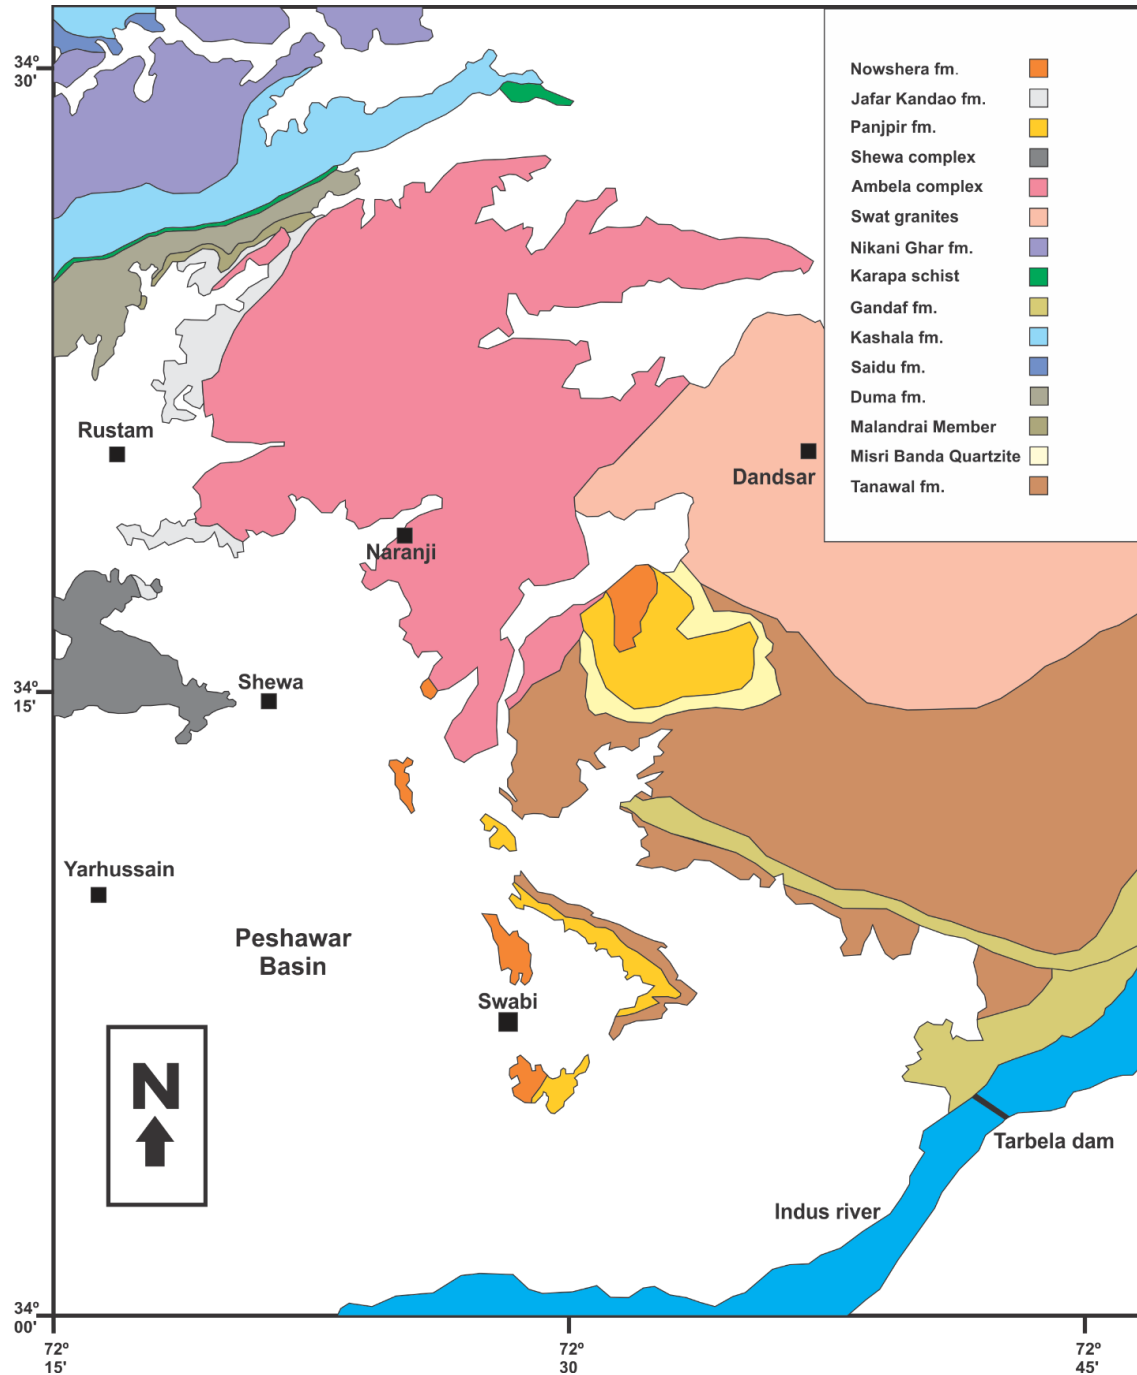 34º
30'
Nowshera fm.
Jafar Kandao fm.
Panjpir fm.
Shewa complex
Ambela complex
Swat granites
Nikani Ghar fm.
Karapa schist
Gandaf fm.
Kashala fm.
Saidu fm.
Duma fm.
Malandrai Member
Misri Banda Quartzite
Tanawal fm.
Rustam
Dandsar
Naranji
Shewa
34º
15'
Yarhussain
Peshawar
Basin
Swabi
N
Tarbela dam
Indus river
34º
00'
72º
15'
72º
30
72º
45'